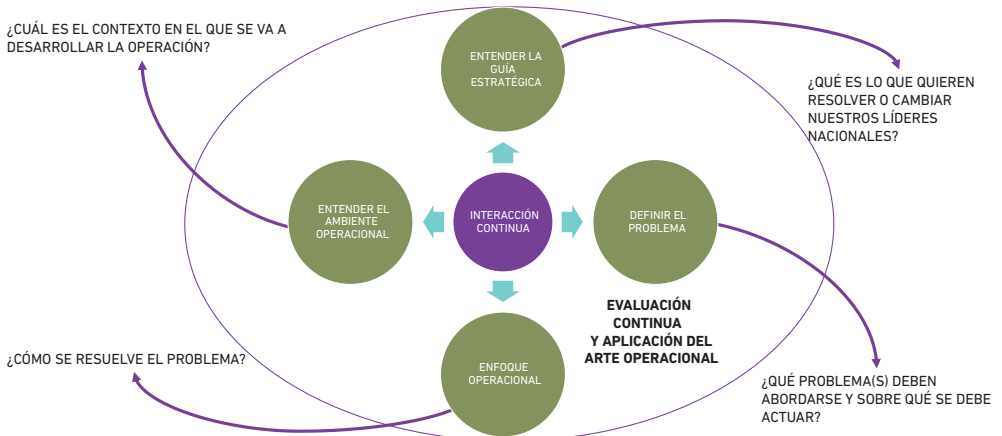 ¿CUÁL ES EL CONTEXTO EN EL QUE SE VA A
DESARROLLAR LA OPERACIÓN?
ENTENDER LA
GUÍA
ESTRATÉGICA
¿QUÉ ES LO QUE QUIEREN
RESOLVER O CAMBIAR
NUESTROS LÍDERES
NACIONALES?
ENTENDER EL
AMBIENTE
OPERACIONAL
INTERACCIÓN
CONTINUA
DEFINIR EL
PROBLEMA
EVALUACIÓN
CONTINUA
Y APLICACIÓN DEL
ARTE OPERACIONAL
¿CÓMO SE RESUELVE EL PROBLEMA?
ENFOQUE
OPERACIONAL
¿QUÉ PROBLEMA(S) DEBEN
ABORDARSE Y SOBRE QUÉ SE DEBE
ACTUAR?